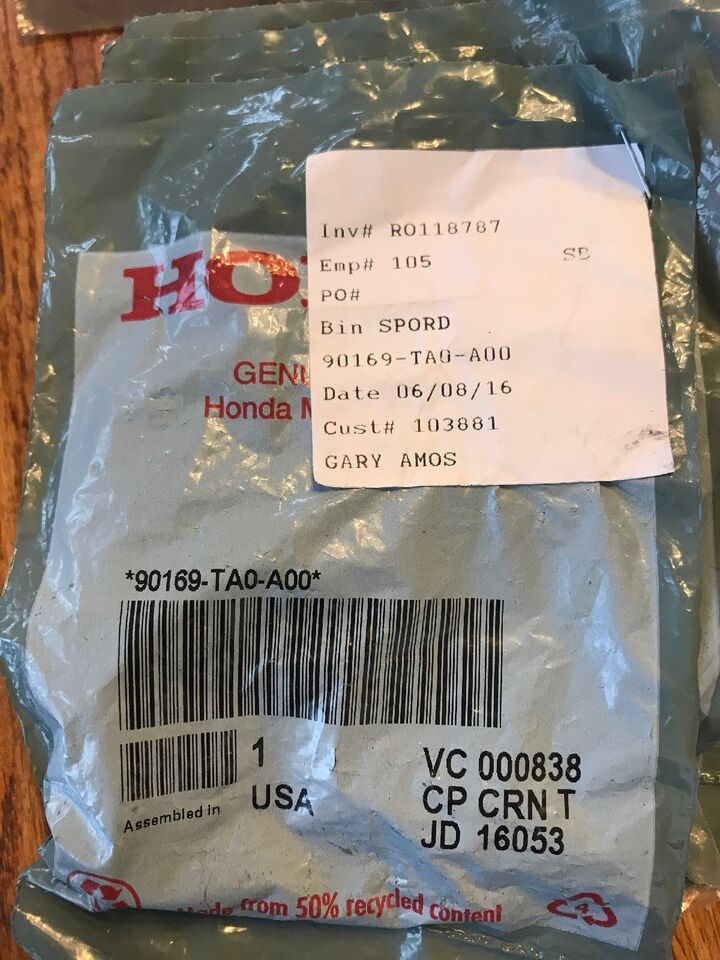 Inv# RO118787
Emp# 105 SB
PO#
Bin SPORD
90169-TA0-A00
Date 06/08/16
Cust# 103881
GARY AMOS
HO
GENU
Honda M
*90169-TA0-A00*
1
USA
Assembled in
VC 000838
CP CRN T
JD 16053
Made from 50% recycled content
4